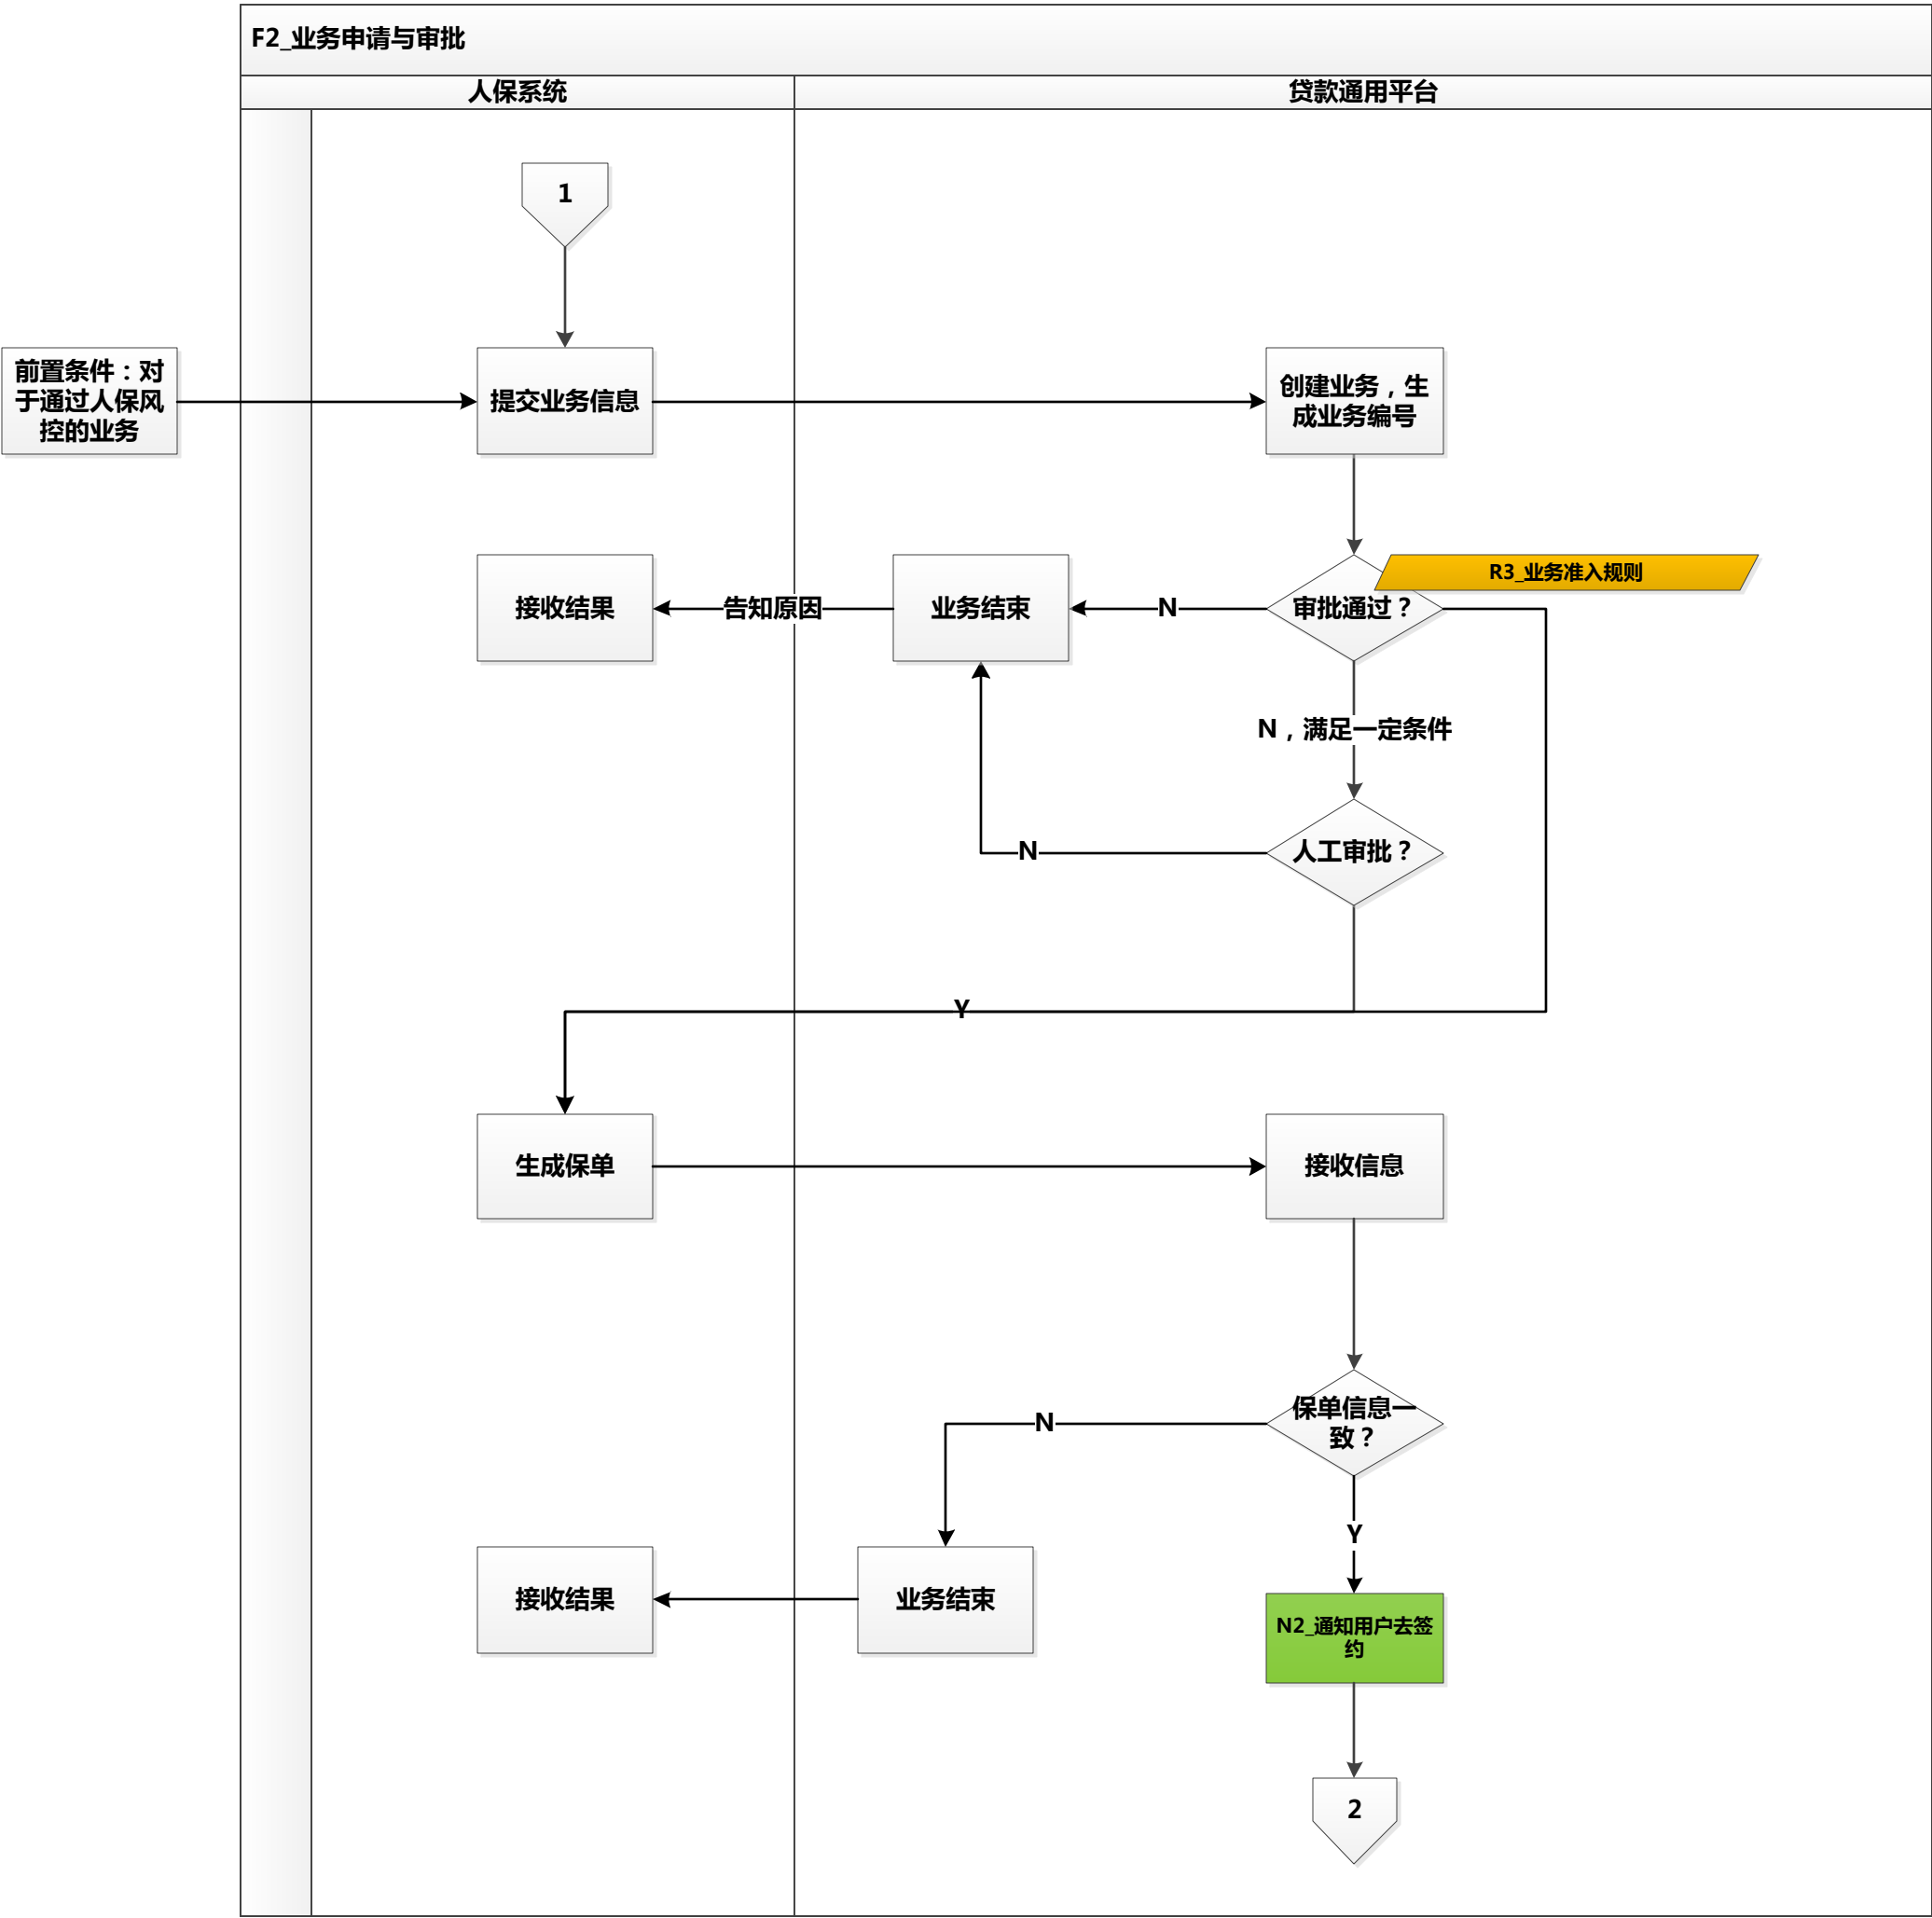 F2_业务申请与审批
人保系统
贷款通用平台
1
前置条件：对
于通过人保风
控的业务
提交业务信息
创建业务，生
成业务编号
R3_业务准入规则
接收结果
告知原因
业务结束
N
审批通过？
N，满足一定条件
N
人工审批？
Y
生成保单
接收信息
N
保单信息一
致？
Y
接收结果
业务结束
N2_通知用户去签
约
2